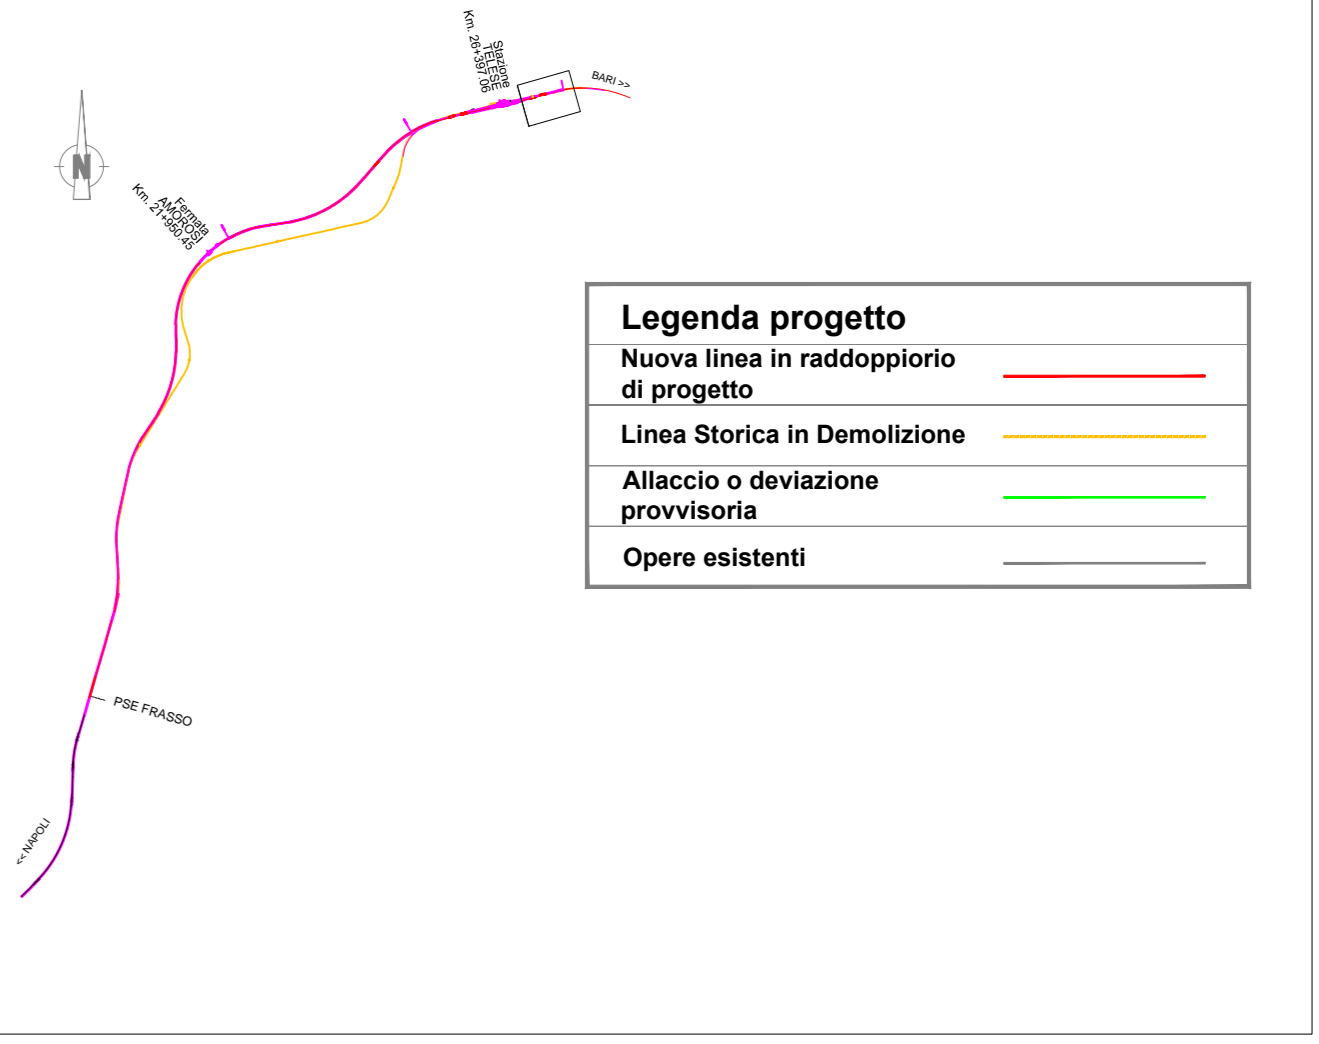 Stazione
TELESE
Km. 26+397.06
BARI >>
N
Fermata
AMOROSI
Km. 21+950.45
Legenda progetto
Nuova linea in raddoppiorio
di progetto
Linea Storica in Demolizione
Allaccio o deviazione
provvisoria
Opere esistenti
PSE FRASSO
<< NAPOLI